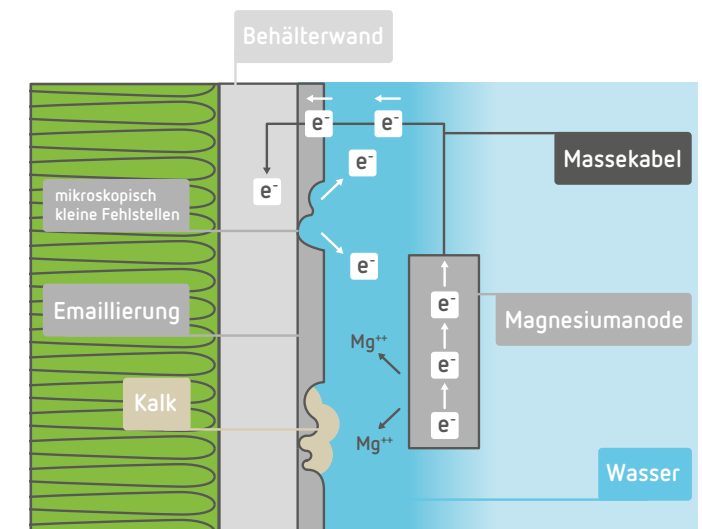 Behälterwand
e⁻
e⁻
Massekabel
e⁻
e⁻
mikroskopisch
kleine Fehlstellen
e⁻
Emaillierung
e⁻
Magnesiumanode
Mg⁺⁺
e⁻
Kalk
e⁻
Mg⁺⁺
Wasser